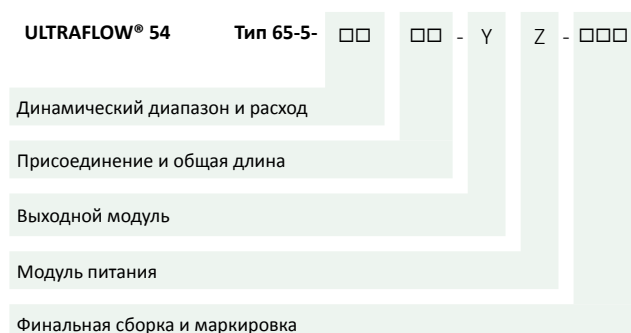 ULTRAFLOW® 54 Тип 65-5- □□ □□ - Y Z - □□□
Динамический диапазон и расход
Присоединение и общая длина
Выходной модуль
Модуль питания
Финальная сборка и маркировка